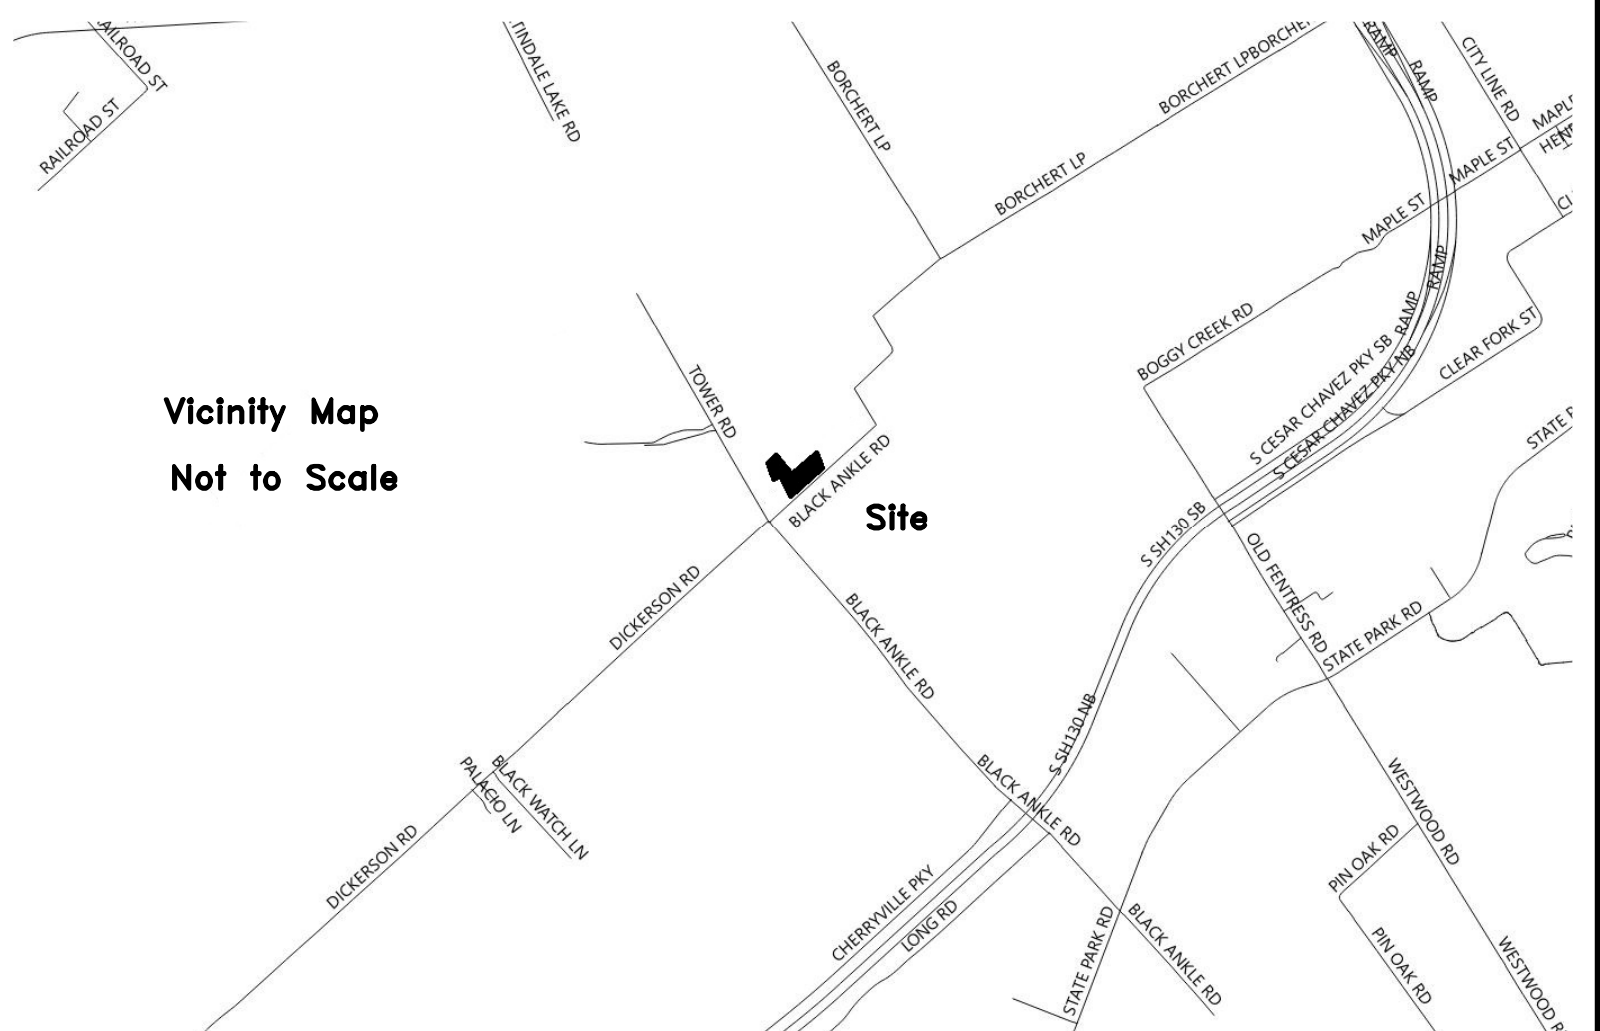 RAILROAD ST
RAILROAD ST
TINDALE LAKE RD
BORCHERT LP
BORCHERT LP
BORCHERT LP
RAMP
RAMP
CITY LINE RD
MAPLE ST
MAPLE ST
RAMP
RAMP
BOGGY CREEK RD
S CESAR CHAVEZ PKY SB
S CESAR CHAVEZ PKY NB
CLEAR FORK ST
STATE
TOWER RD
Vicinity Map
Not to Scale
BLACK ANKLE RD
Site
S SH130 SB
OLD FENTRESS RD
STATE PARK RD
DICKERSON RD
BLACK ANKLE RD
S SH130 NB
BLACK ANKLE RD
PALACIO LN
BLACK WATCH LN
DICKERSON RD
WESTWOOD RD
PIN OAK RD
CHERRYVILLE PKY
LONG RD
STATE PARK RD
BLACK ANKLE RD
PIN OAK RD
WESTWOOD RD